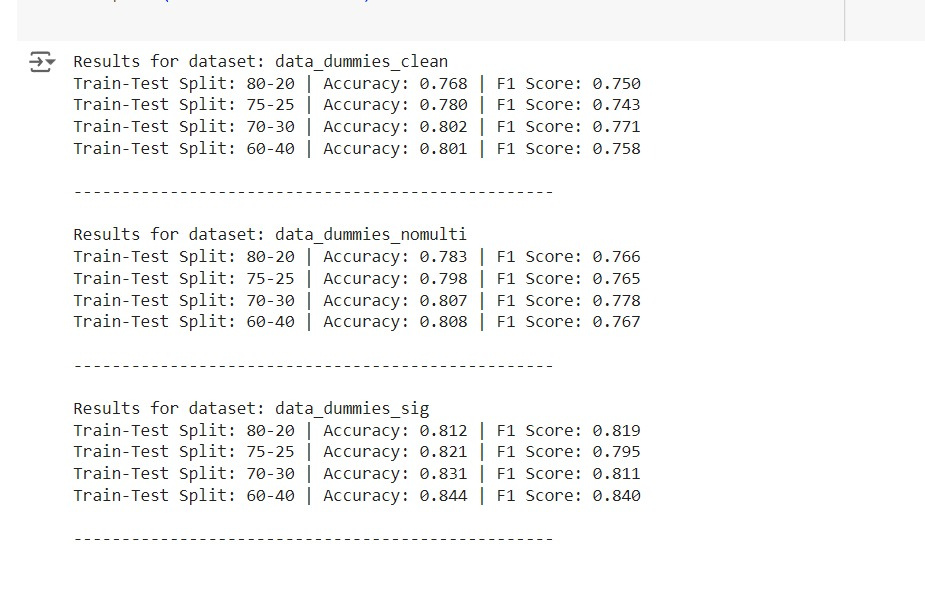 Results for dataset: data_dummies_clean
Train-Test Split: 80-20 | Accuracy: 0.768 | F1 Score: 0.750
Train-Test Split: 75-25 | Accuracy: 0.780 | F1 Score: 0.743
Train-Test Split: 70-30 | Accuracy: 0.802 | F1 Score: 0.771
Train-Test Split: 60-40 | Accuracy: 0.801 | F1 Score: 0.758
--------------------------------------------------
Results for dataset: data_dummies_nomulti
Train-Test Split: 80-20 | Accuracy: 0.783 | F1 Score: 0.766
Train-Test Split: 75-25 | Accuracy: 0.798 | F1 Score: 0.765
Train-Test Split: 70-30 | Accuracy: 0.807 | F1 Score: 0.778
Train-Test Split: 60-40 | Accuracy: 0.808 | F1 Score: 0.767
--------------------------------------------------
Results for dataset: data_dummies_sig
Train-Test Split: 80-20 | Accuracy: 0.812 | F1 Score: 0.819
Train-Test Split: 75-25 | Accuracy: 0.821 | F1 Score: 0.795
Train-Test Split: 70-30 | Accuracy: 0.831 | F1 Score: 0.811
Train-Test Split: 60-40 | Accuracy: 0.844 | F1 Score: 0.840
--------------------------------------------------